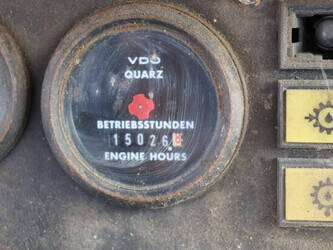 VDO
QUARZ
BETRIEBSSTUNDEN
15026
ENGINE HOURS